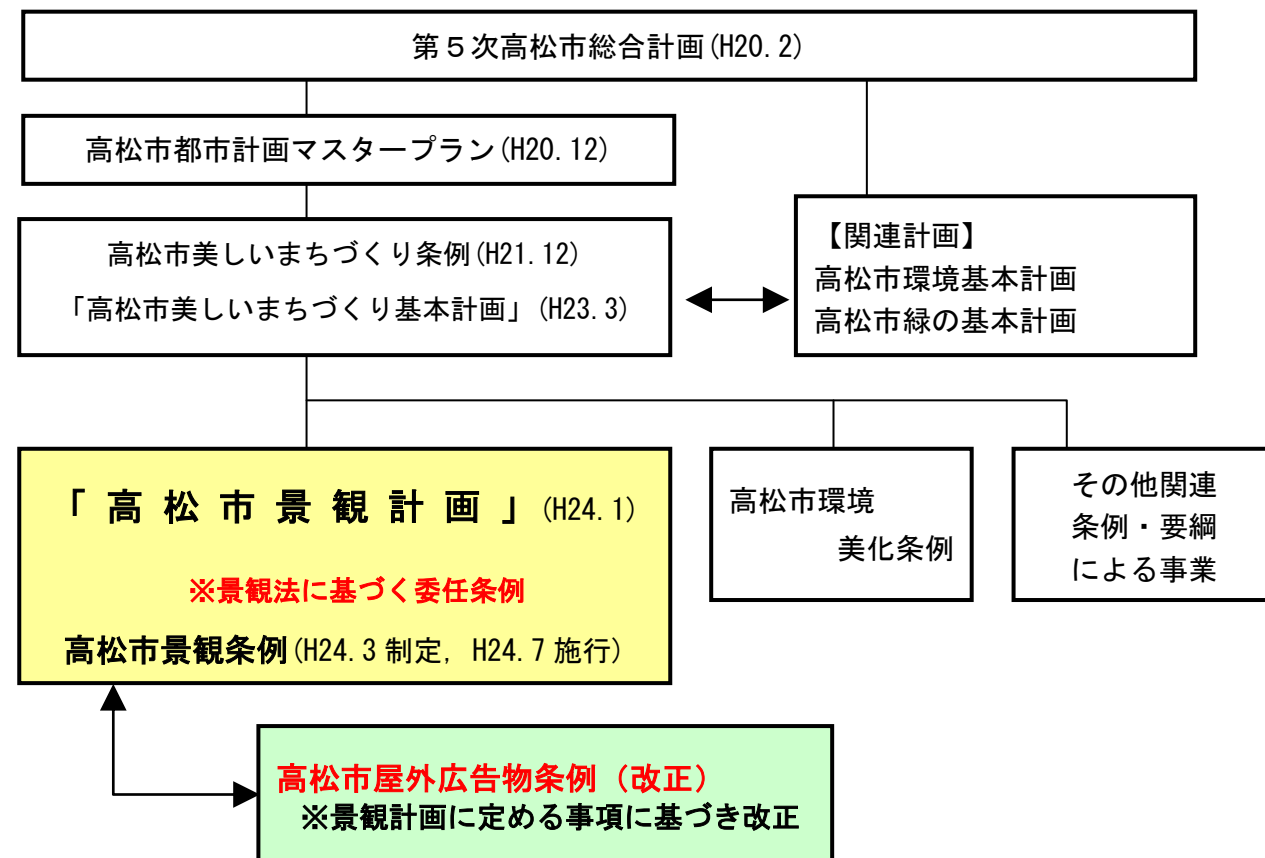 第５次高松市総合計画(H20.2)
高松市都市計画マスタープラン(H20.12)
高松市美しいまちづくり条例(H21.12)
「高松市美しいまちづくり基本計画」(H23.3)
【関連計画】
高松市環境基本計画
高松市緑の基本計画
「高松市景観計画」(H24.1)
※景観法に基づく委任条例
高松市景観条例(H24.3 制定, H24.7 施行)
高松市環境
美化条例
その他関連
条例・要綱
による事業
高松市屋外広告物条例（改正）
※景観計画に定める事項に基づき改正